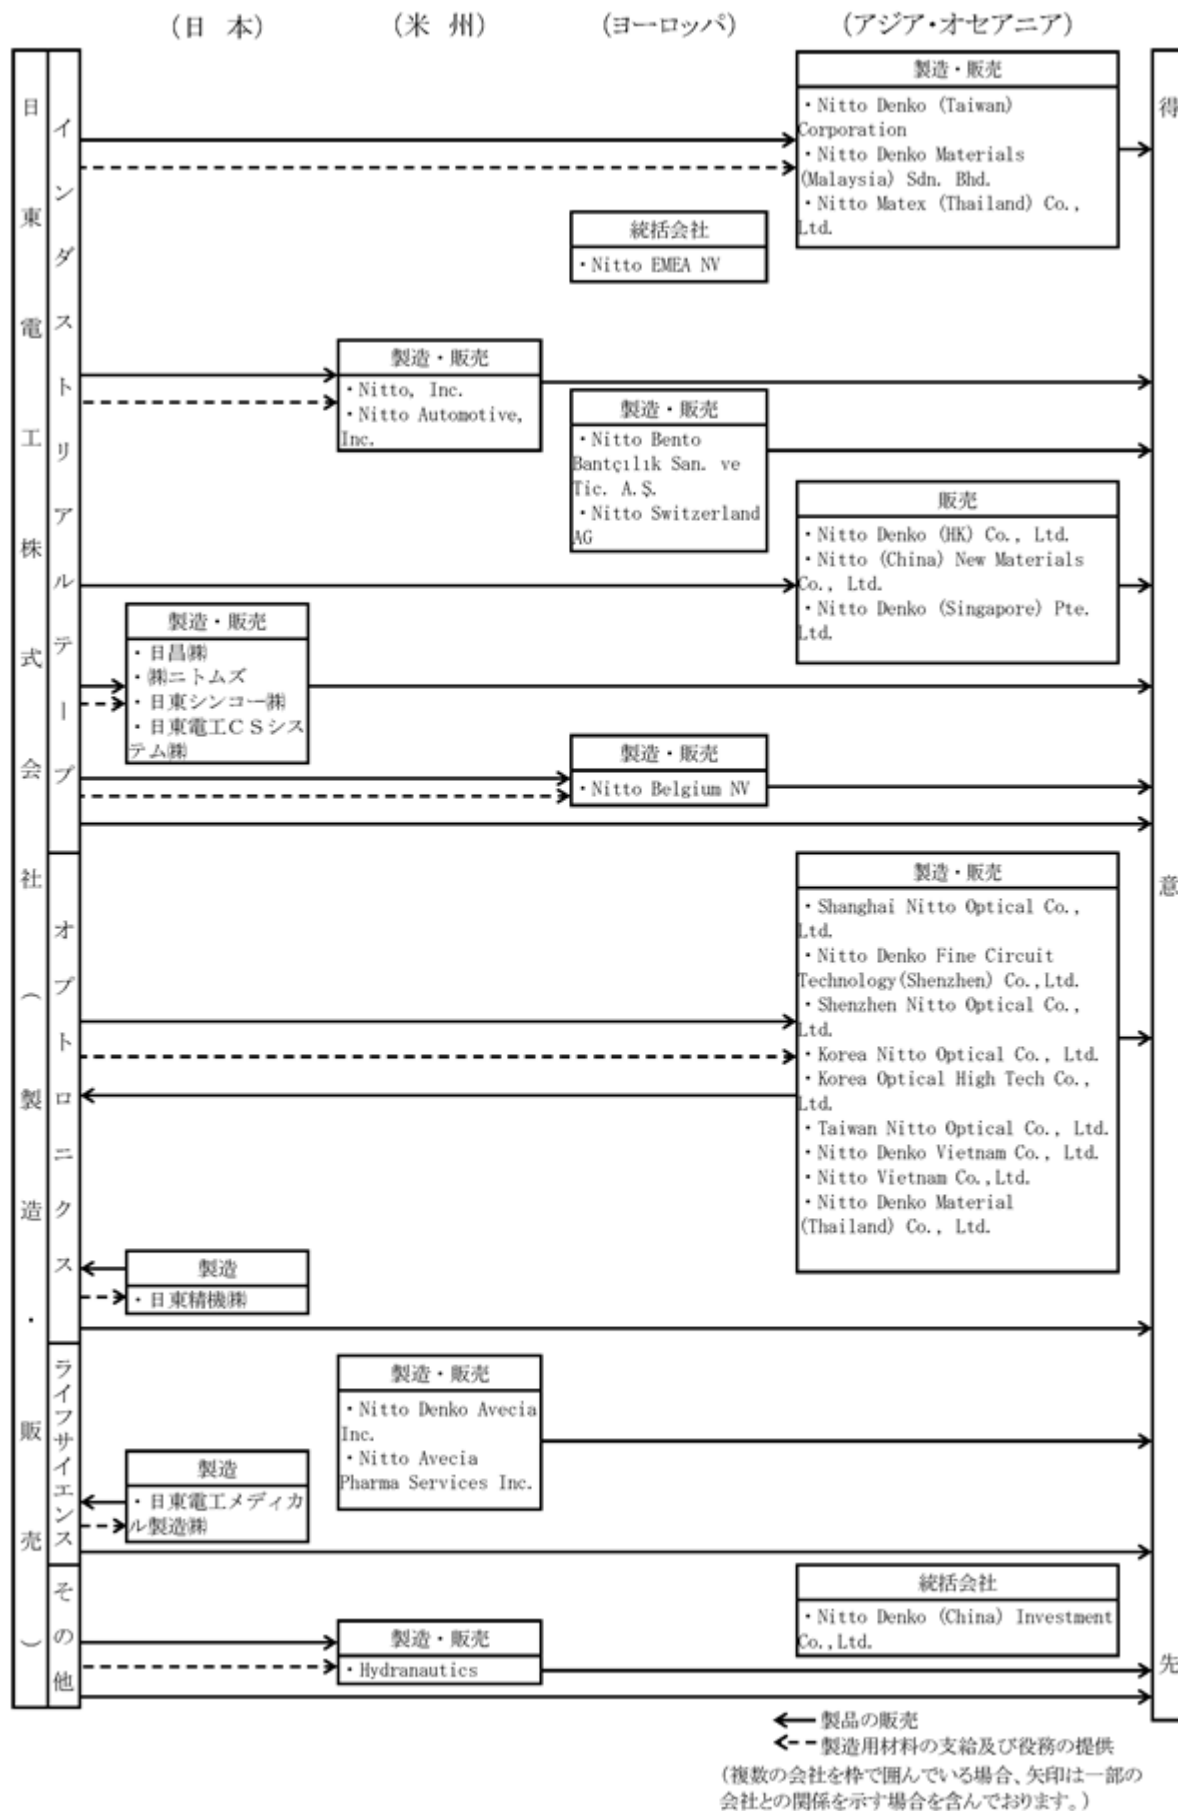 (日 本)
(米 州)
(ヨーロッパ)
(アジア・オセアニア)
日東電工株式会社(製造・販売)
インダストリアルテープ
製造・販売
・Nitto Denko (Taiwan)
Corporation
・Nitto Denko Materials
(Malaysia) Sdn. Bhd.
・Nitto Matex (Thailand) Co.,
Ltd.
得意先
統括会社
・Nitto EMEA NV
製造・販売
・Nitto, Inc.
・Nitto Automotive,
Inc.
製造・販売
・Nitto Bento
Bantçılık San. ve
Tic. A.Ş.
・Nitto Switzerland
AG
販売
・Nitto Denko (HK) Co., Ltd.
・Nitto (China) New Materials
Co., Ltd.
・Nitto Denko (Singapore) Pte.
Ltd.
製造・販売
・日昌㈱
・㈱ニトムズ
・日東シンコー㈱
・日東電工CSシス
テム㈱
製造・販売
・Nitto Belgium NV
オプトロニクス
製造・販売
・Shanghai Nitto Optical Co.,
Ltd.
・Nitto Denko Fine Circuit
Technology(Shenzhen) Co.,Ltd.
・Shenzhen Nitto Optical Co.,
Ltd.
・Korea Nitto Optical Co., Ltd.
・Korea Optical High Tech Co.,
Ltd.
・Taiwan Nitto Optical Co., Ltd.
・Nitto Denko Vietnam Co., Ltd.
・Nitto Vietnam Co.,Ltd.
・Nitto Denko Material
(Thailand) Co., Ltd.
製造
・日東精機㈱
ライフサイエンス
製造・販売
・Nitto Denko Avecia
Inc.
・Nitto Avecia
Pharma Services Inc.
製造
・日東電工メディカ
ル製造㈱
その他
統括会社
・Nitto Denko (China) Investment
Co.,Ltd.
製造・販売
・Hydranautics
製品の販売
製造用材料の支給及び役務の提供
(複数の会社を枠で囲んでいる場合、矢印は一部の
会社との関係を示す場合を含んでおります。)